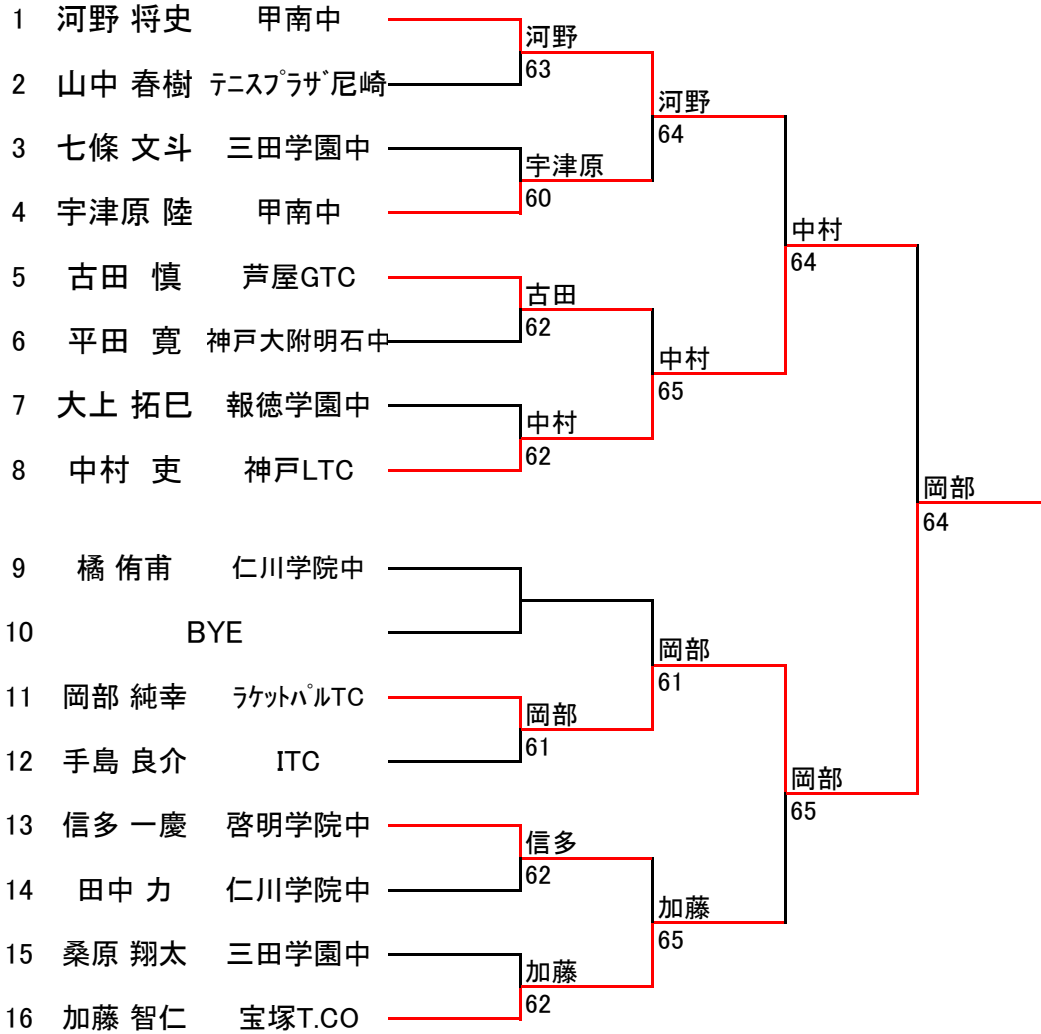 1 河野 将史 甲南中
河野
63
2 山中 春樹 ﾃﾆｽﾌﾟﾗｻﾞ尼崎
河野
64
3 七條 文斗 三田学園中
宇津原
60
4 宇津原 陸 甲南中
中村
64
5 古田 慎 芦屋GTC
古田
62
6 平田 寛 神戸大附明石中
中村
65
7 大上 拓巳 報徳学園中
中村
62
8 中村 吏 神戸LTC
岡部
64
9 橘 侑甫 仁川学院中
10 BYE
岡部
61
11 岡部 純幸 ﾗｹｯﾄﾊﾟﾙTC
岡部
61
12 手島 良介 ITC
岡部
65
13 信多 一慶 啓明学院中
信多
62
14 田中 力 仁川学院中
加藤
65
15 桑原 翔太 三田学園中
加藤
62
16 加藤 智仁 宝塚T.CO